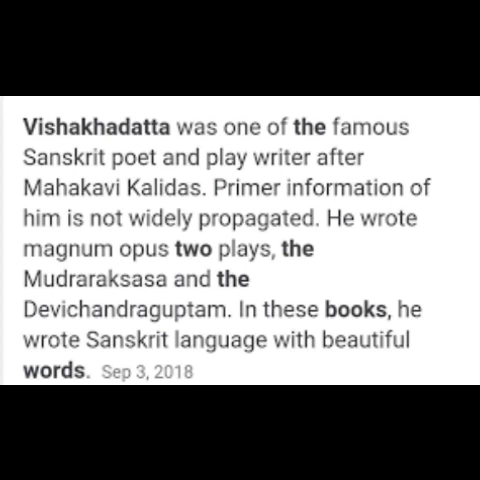 Vishakhadatta was one of the famous
Sanskrit poet and play writer after
Mahakavi Kalidas. Primer information of
him is not widely propagated. He wrote
magnum opus two plays, the
Mudraraksasa and the
Devichandraguptam. In these books, he
wrote Sanskrit language with beautiful
words. Sep 3, 2018